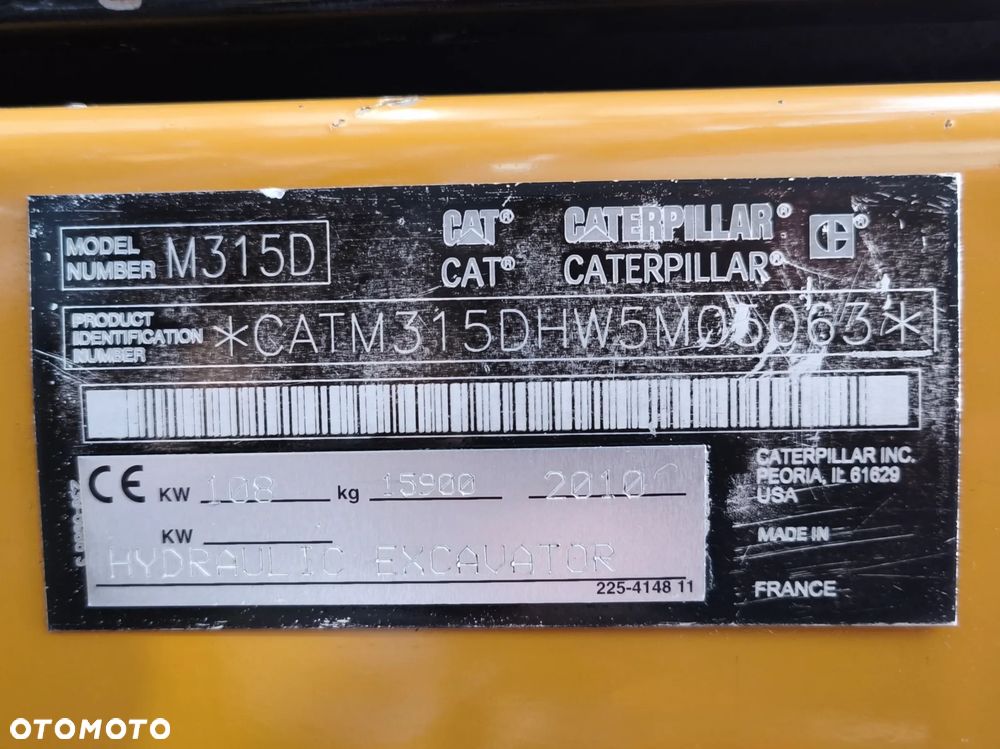 MODEL NUMBER M315D
CAT® CATERPILLAR® ®
CAT® CATERPILLAR®
PRODUCT IDENTIFICATION NUMBER *CATM315DHW5M05063*
CE KW 108 kg 15900 2010
KW
HYDRAULIC EXCAVATOR
225-4148 11
CATERPILLAR INC.
PEORIA, IL 61629
USA
MADE IN
FRANCE
OTOMOTO